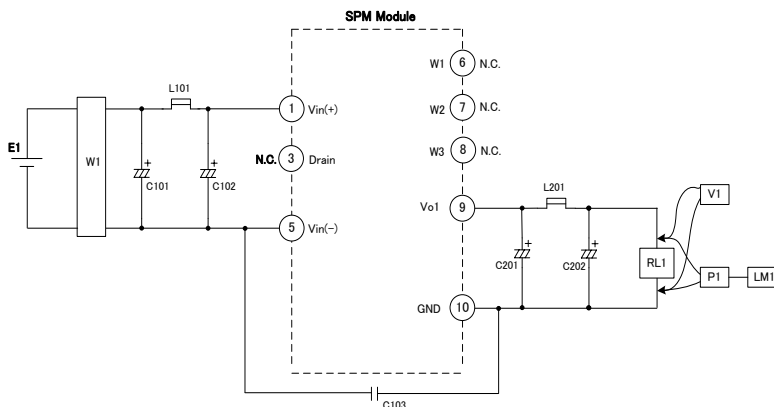 SPM Module
W1 6 N.C.
L101
1 Vin(+)
W2 7 N.C.
E1
W1
N.C. 3 Drain
W3 8 N.C.
C101
C102
L201
Vo1 9
V1
5 Vin(-)
C201
C202
RL1
P1
LM1
GND 10
C103